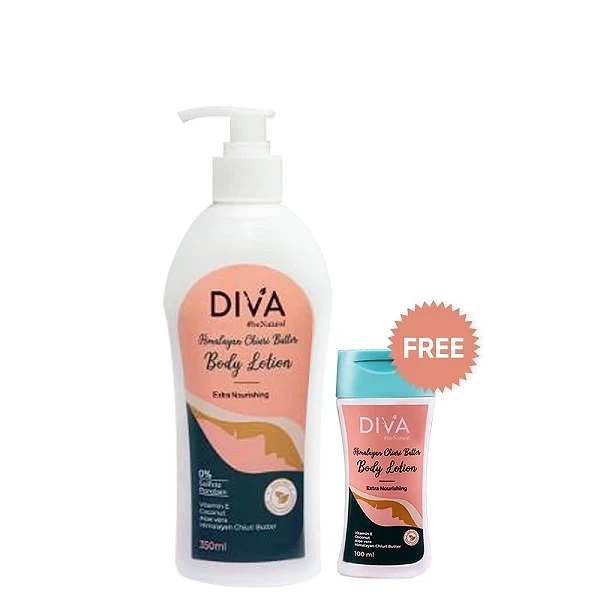 DIVA
#beNatural
Himalayan Chiuri Butter
Body Lotion
Extra Nourishing
0%
Sulfate
Paraben
Vitamin E
Coconut
Aloe vera
Himalayan Chiuri Butter
350ml
FREE
DIVA
#beNatural
Himalayan Chiuri Butter
Body Lotion
Extra Nourishing
Vitamin E
Coconut
Aloe vera
Himalayan Chiuri Butter
100 ml